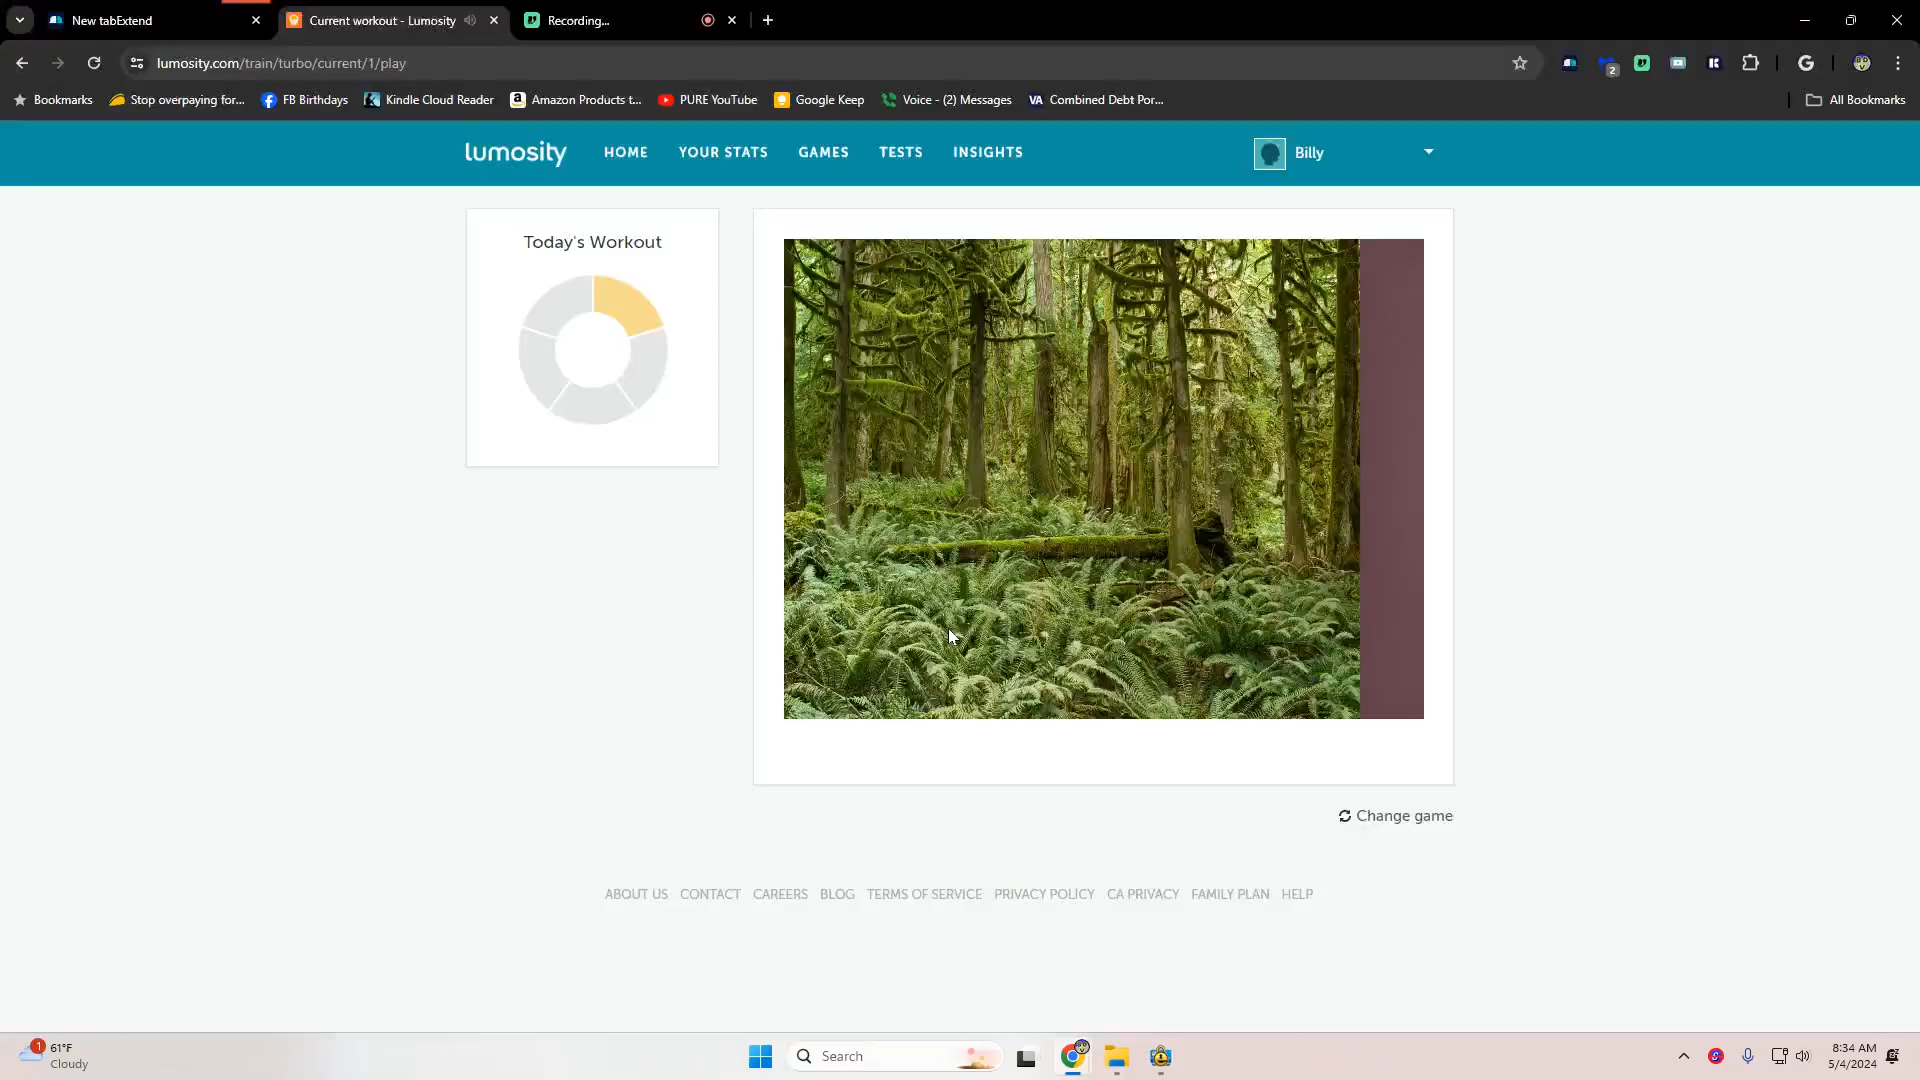 New tabExtend
Current workout - Lumosity
Recording...
lumosity.com/train/turbo/current/1/play
2
G
Bookmarks
Stop overpaying for...
FB Birthdays
Kindle Cloud Reader
Amazon Products t...
PURE YouTube
Google Keep
Voice - (2) Messages
VA Combined Debt Por...
All Bookmarks
lumosity
HOME
YOUR STATS
GAMES
TESTS
INSIGHTS
Billy
Today's Workout
Change game
ABOUT US
CONTACT
CAREERS
BLOG
TERMS OF SERVICE
PRIVACY POLICY
CA PRIVACY
FAMILY PLAN
HELP
1
61°F
Cloudy
Search
8:34 AM
5/4/2024